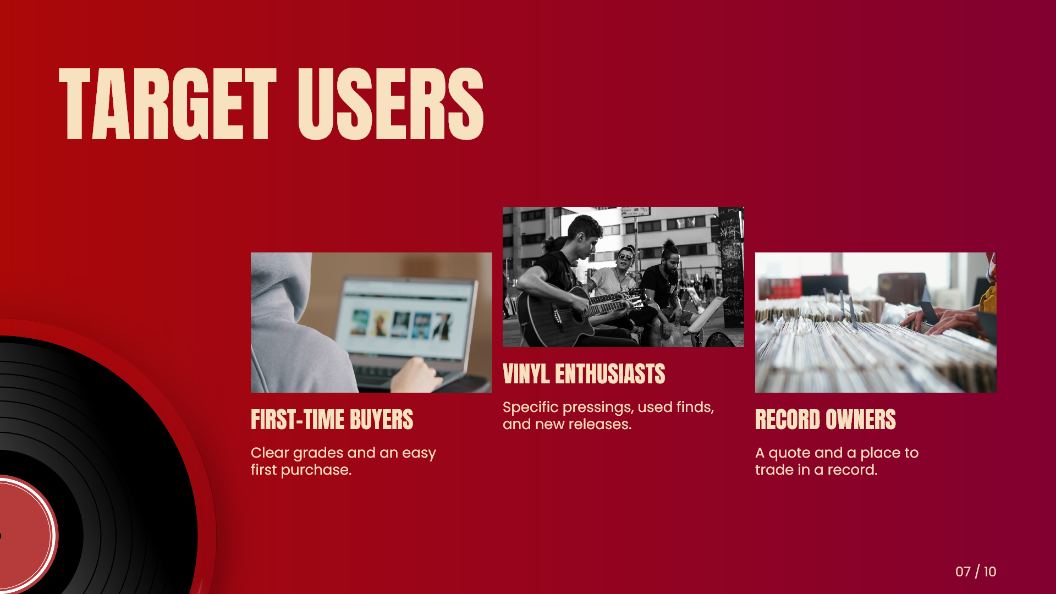 TARGET USERS
FIRST-TIME BUYERS
Clear grades and an easy
first purchase.
VINYL ENTHUSIASTS
Specific pressings, used finds,
and new releases.
RECORD OWNERS
A quote and a place to
trade in a record.
07 / 10